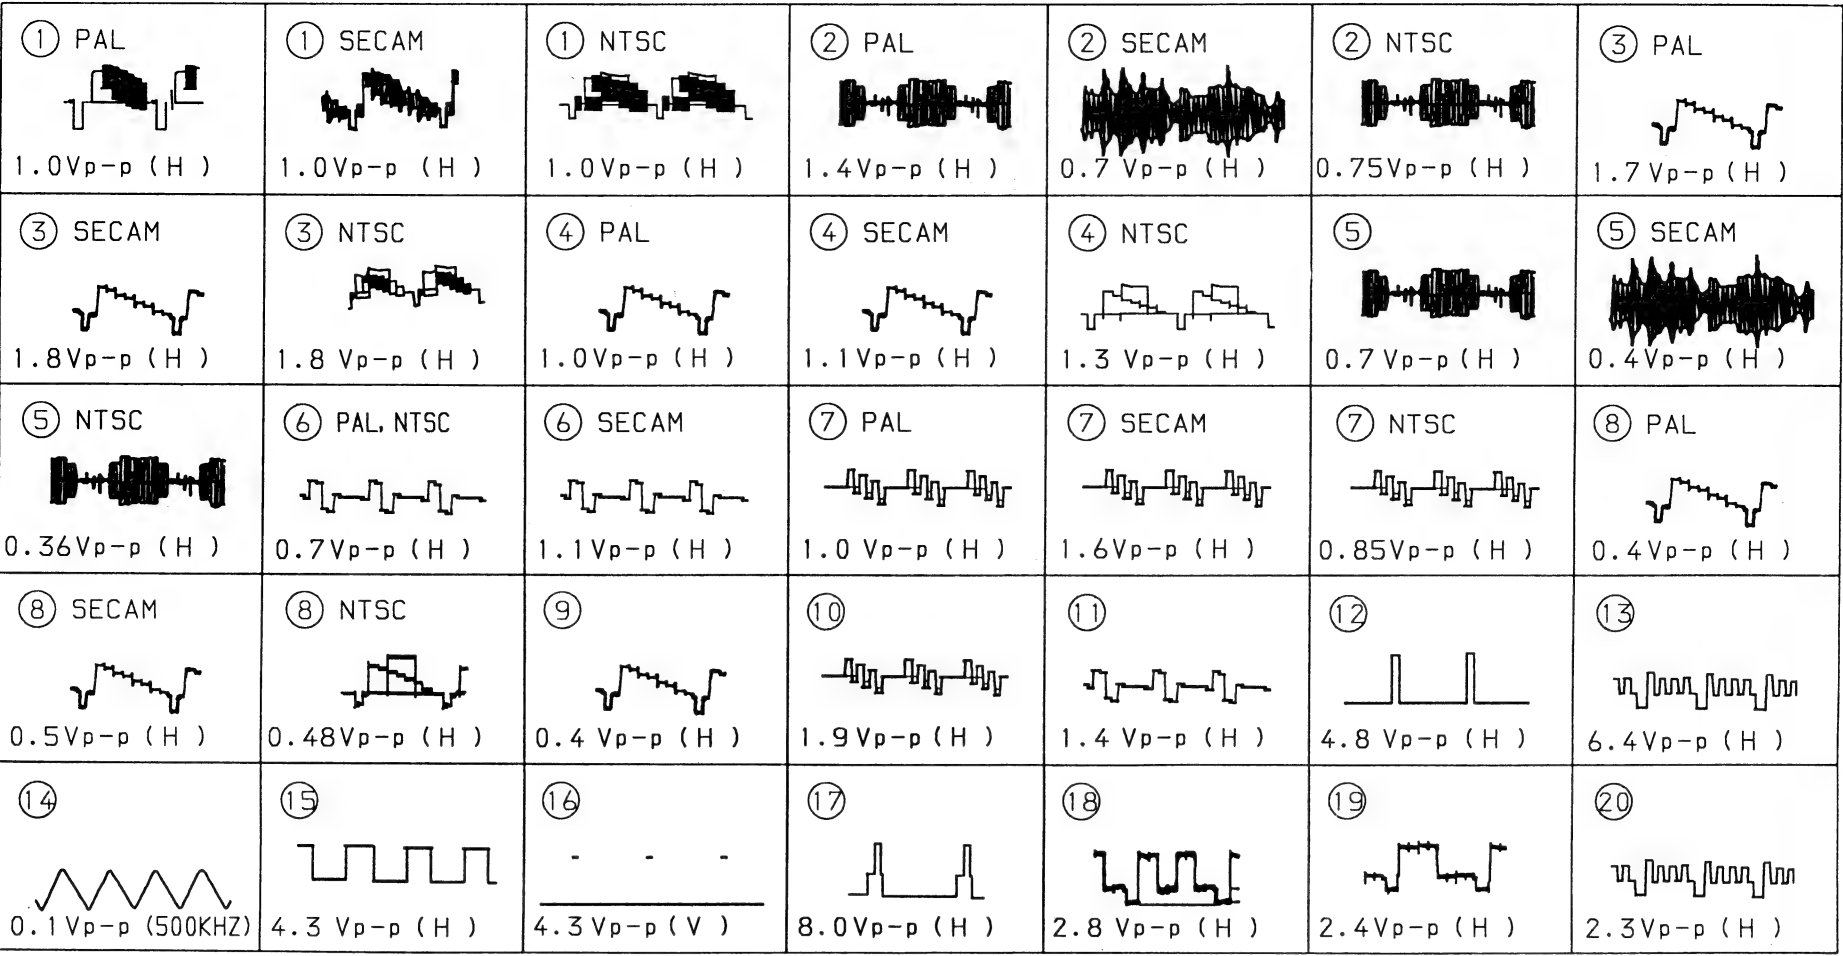 ① PAL
1.0Vp-p (H)
① SECAM
1.0Vp-p (H)
① NTSC
1.0Vp-p (H)
② PAL
1.4Vp-p (H)
② SECAM
0.7 Vp-p (H)
② NTSC
0.75Vp-p (H)
③ PAL
1.7 Vp-p (H)
③ SECAM
1.8Vp-p (H)
③ NTSC
1.8 Vp-p (H)
④ PAL
1.0Vp-p (H)
④ SECAM
1.1Vp-p (H)
④ NTSC
1.3 Vp-p (H)
⑤
0.7Vp-p (H)
⑤ SECAM
0.4Vp-p (H)
⑤ NTSC
0.36Vp-p (H)
⑥ PAL, NTSC
0.7Vp-p (H)
⑥ SECAM
1.1Vp-p (H)
⑦ PAL
1.0 Vp-p (H)
⑦ SECAM
1.6Vp-p (H)
⑦ NTSC
0.85Vp-p (H)
⑧ PAL
0.4Vp-p (H)
⑧ SECAM
0.5Vp-p (H)
⑧ NTSC
0.48Vp-p (H)
⑨
0.4 Vp-p (H)
⑩
1.9Vp-p (H)
⑪
1.4 Vp-p (H)
⑫
4.8 Vp-p (H)
⑬
6.4Vp-p (H)
⑭
0.1Vp-p (500KHZ)
⑮
4.3 Vp-p (H)
⑯
4.3Vp-p (V)
⑰
8.0Vp-p (H)
⑱
2.8 Vp-p (H)
⑲
2.4Vp-p (H)
⑳
2.3Vp-p (H)